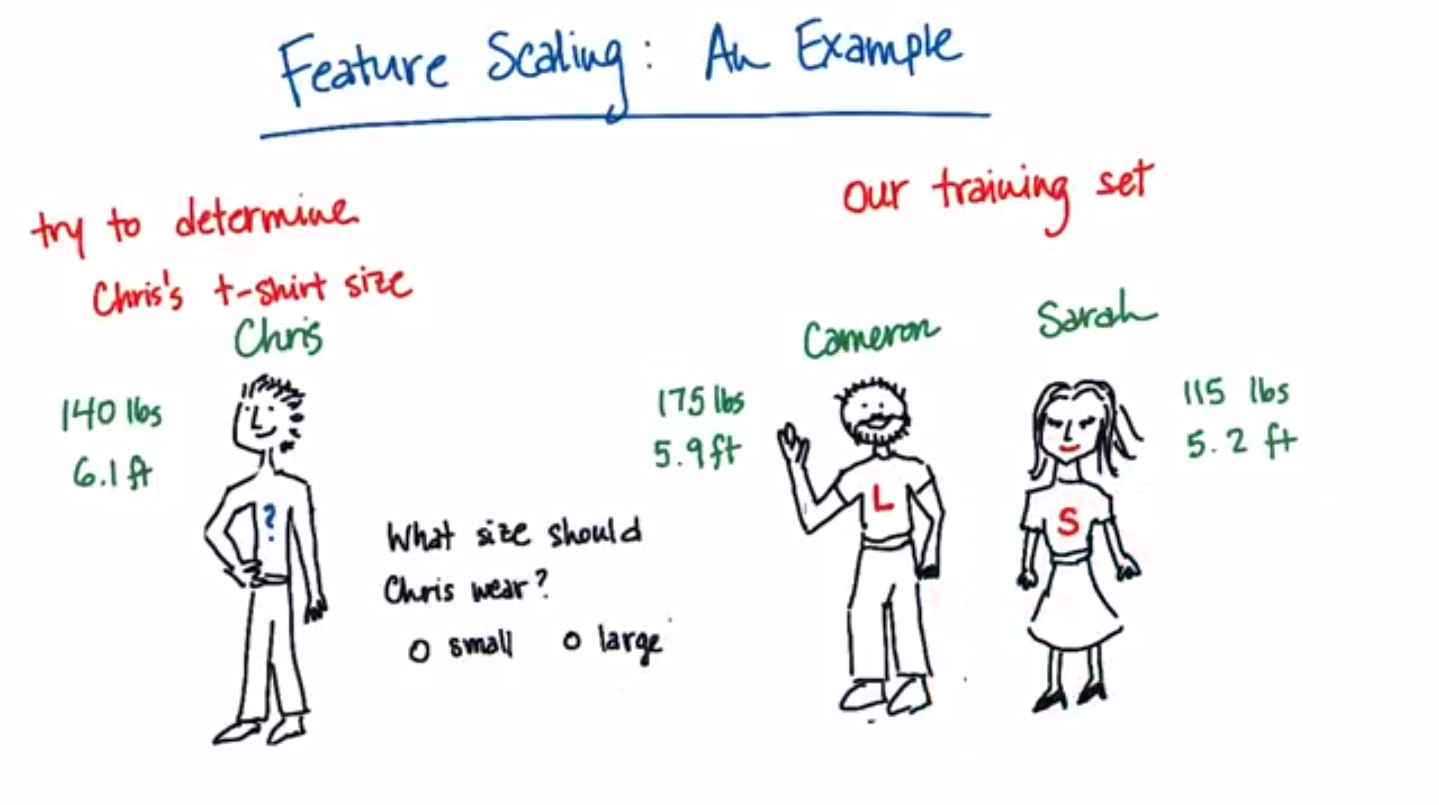 Feature Scaling: An Example
try to determine
Chris's t-shirt size
Chris
140 lbs
6.1 ft
?
What size should
Chris wear?
O small O large
our training set
Cameron
175 lbs
5.9 ft
L
Sarah
115 lbs
5.2 ft
S